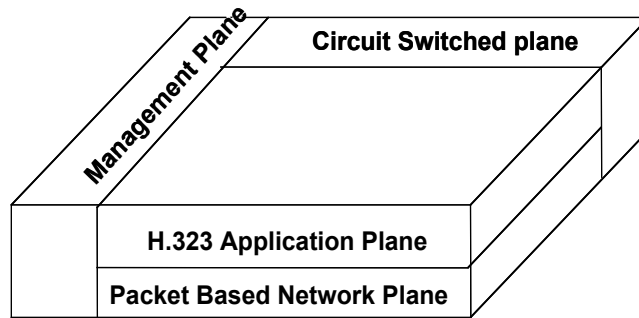 Management Plane
Circuit Switched plane
H.323 Application Plane
Packet Based Network Plane